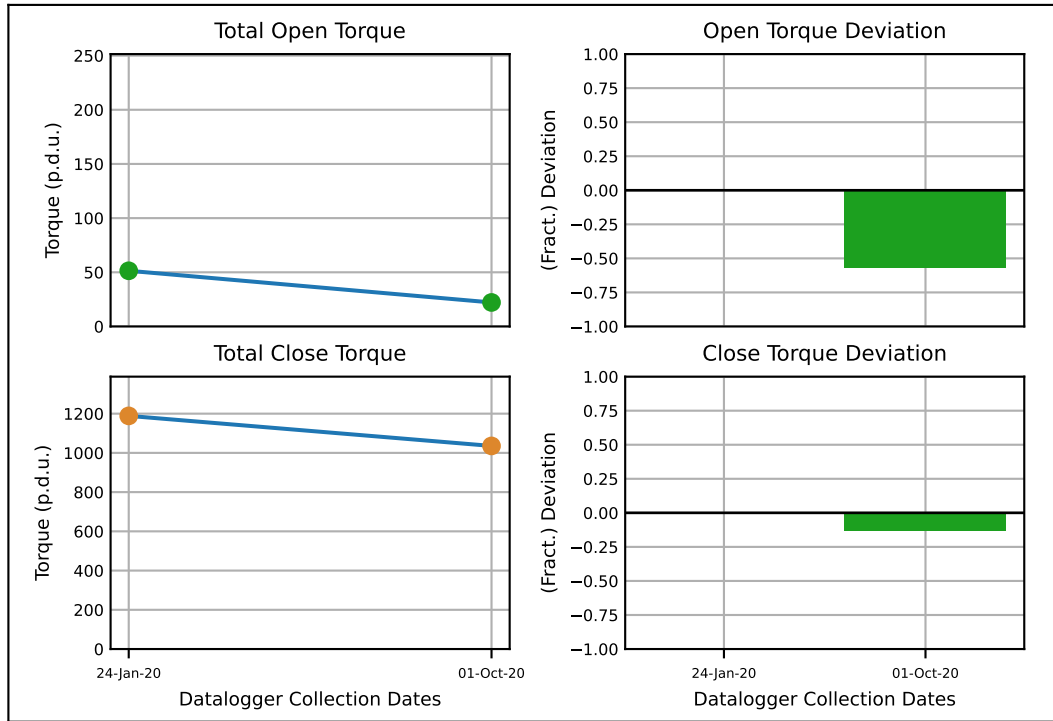 Total Open Torque
250
200
150
100
50
0
Torque (p.d.u.)
Open Torque Deviation
1.00
0.75
0.50
0.25
0.00
−0.25
−0.50
−0.75
−1.00
(Fract.) Deviation
Total Close Torque
1200
1000
800
600
400
200
0
Torque (p.d.u.)
24-Jan-20 01-Oct-20
Datalogger Collection Dates
Close Torque Deviation
1.00
0.75
0.50
0.25
0.00
−0.25
−0.50
−0.75
−1.00
(Fract.) Deviation
24-Jan-20 01-Oct-20
Datalogger Collection Dates